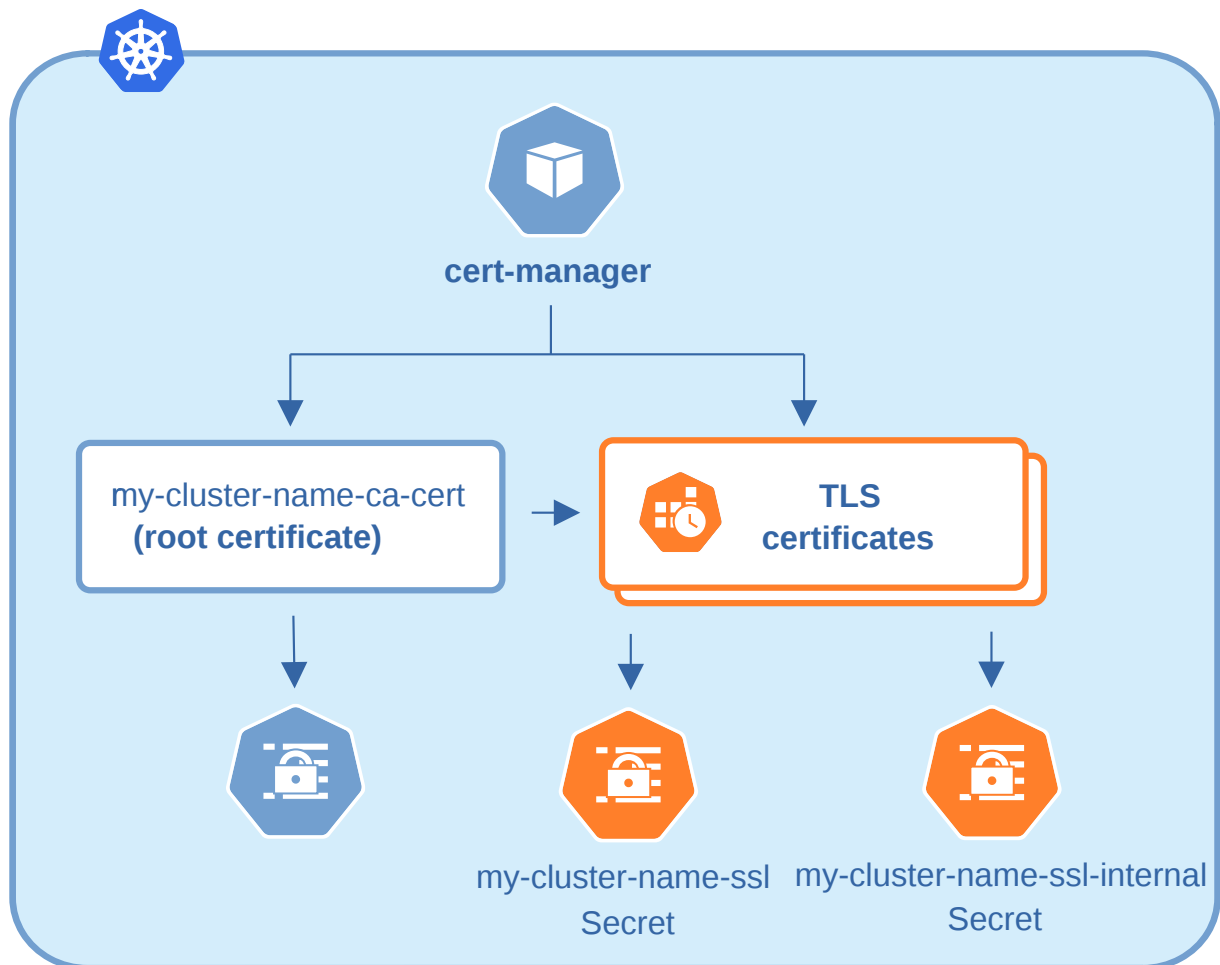 cert-manager
my-cluster-name-ca-cert
(root certificate)
TLS
certificates
my-cluster-name-ssl
Secret
my-cluster-name-ssl-internal
Secret